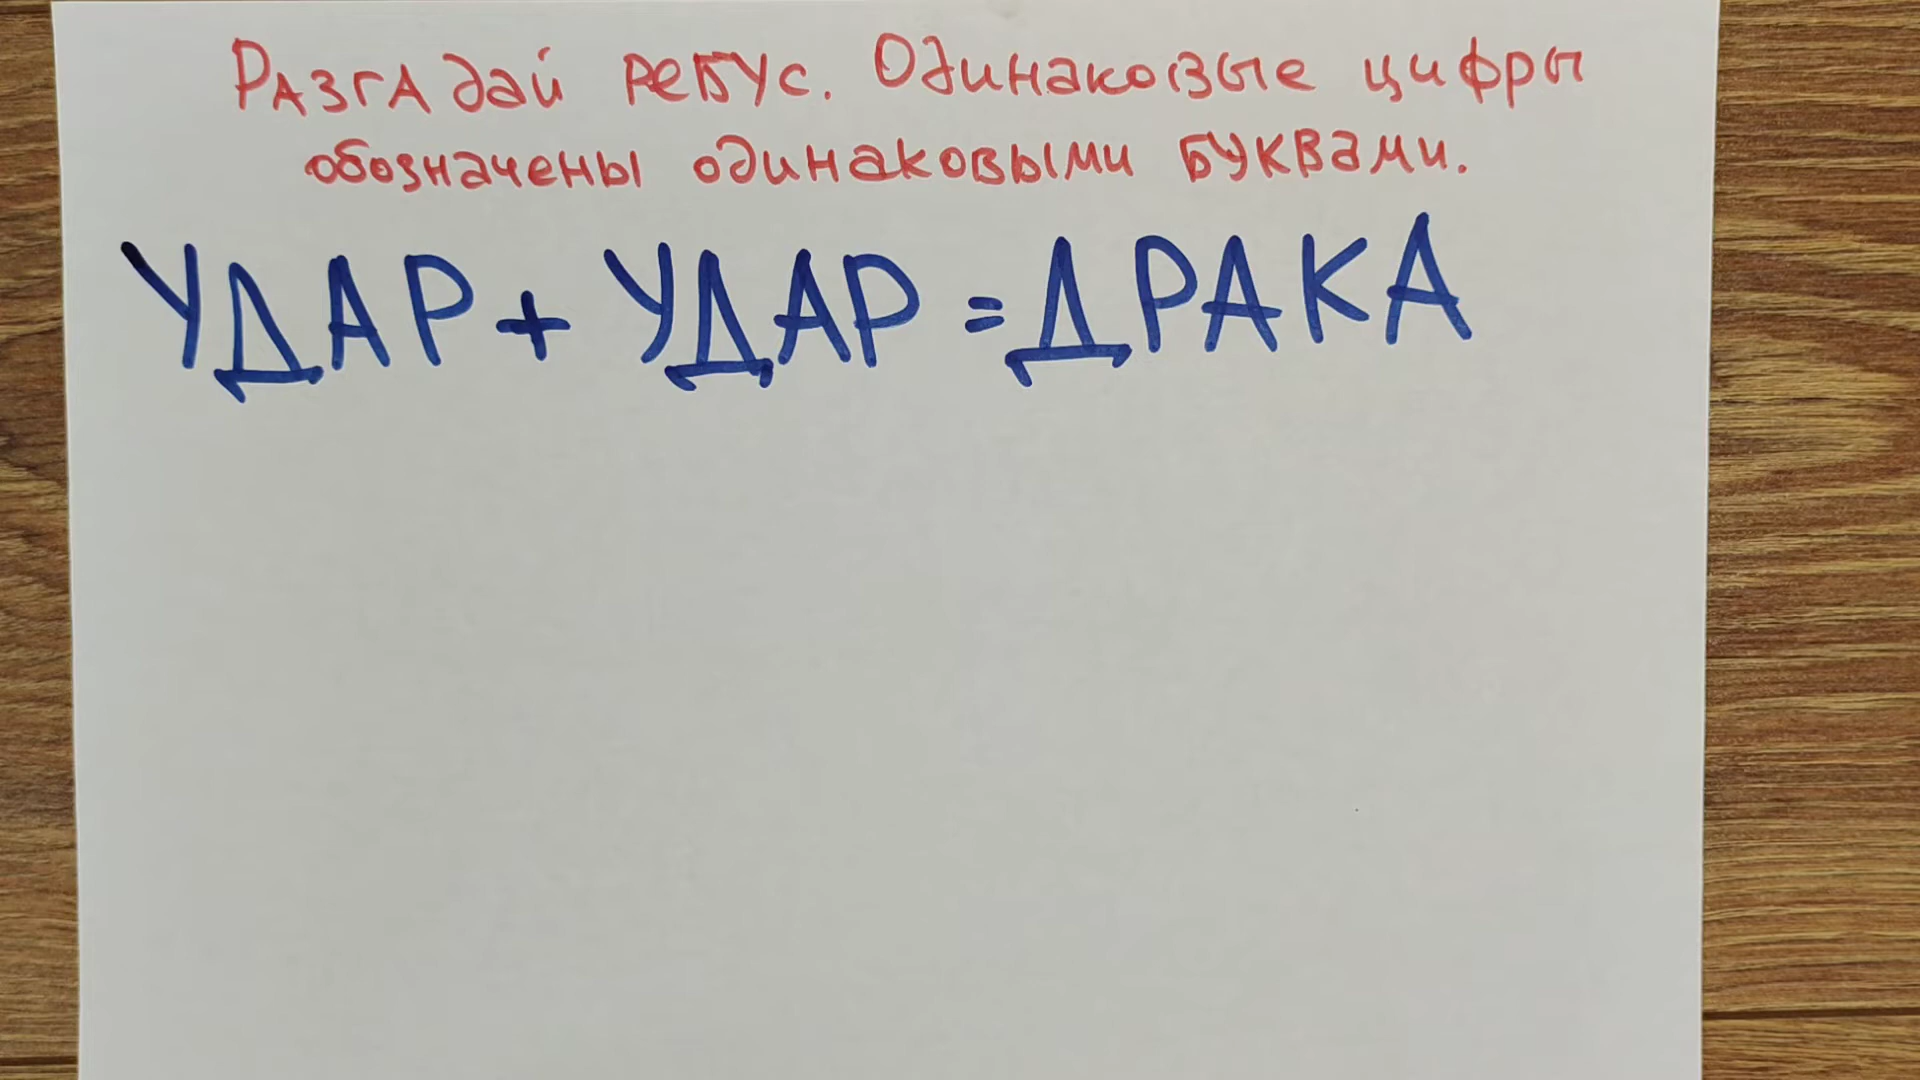 РАЗГАдай РЕБУС. Одинаковые цифры
обозначены одинаковыми БУКВами.
УДАР + УДАР = ДРАКА